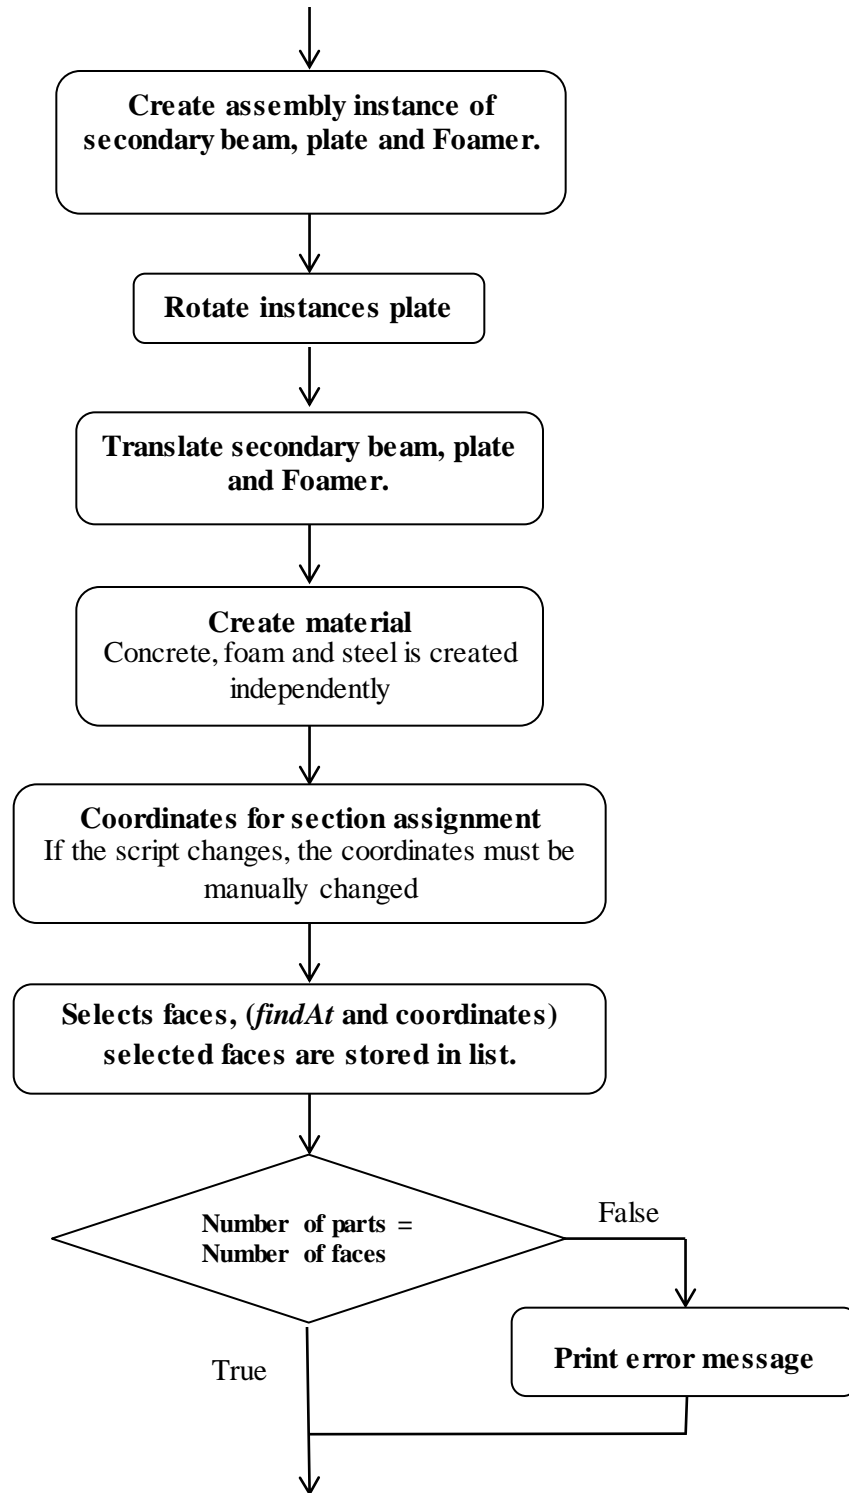 Create assembly instance of
secondary beam, plate and Foamer.
Rotate instances plate
Translate secondary beam, plate
and Foamer.
Create material
Concrete, foam and steel is created
independently
Coordinates for section assignment
If the script changes, the coordinates must be
manually changed
Selects faces, (findAt and coordinates)
selected faces are stored in list.
Number of parts =
Number of faces
False
Print error message
True